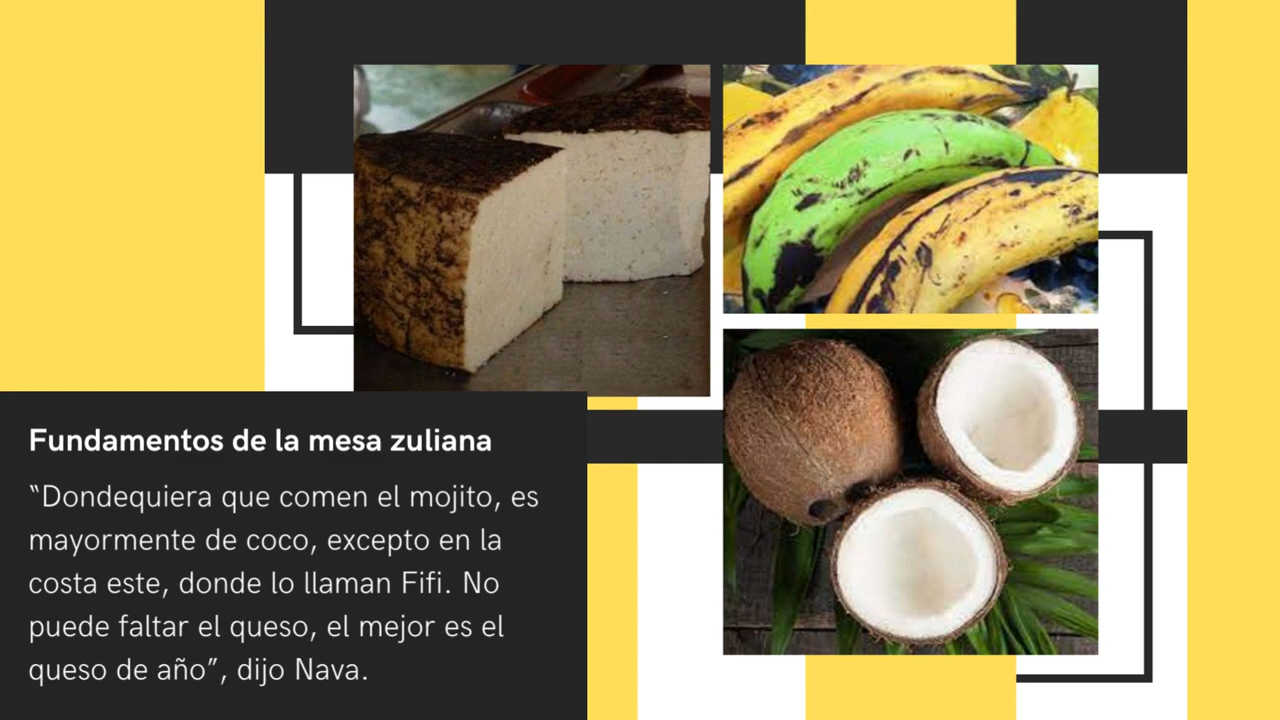 Fundamentos de la mesa zuliana
“Dondequiera que comen el mojito, es
mayormente de coco, excepto en la
costa este, donde lo llaman Fifi. No
puede faltar el queso, el mejor es el
queso de año”, dijo Nava.